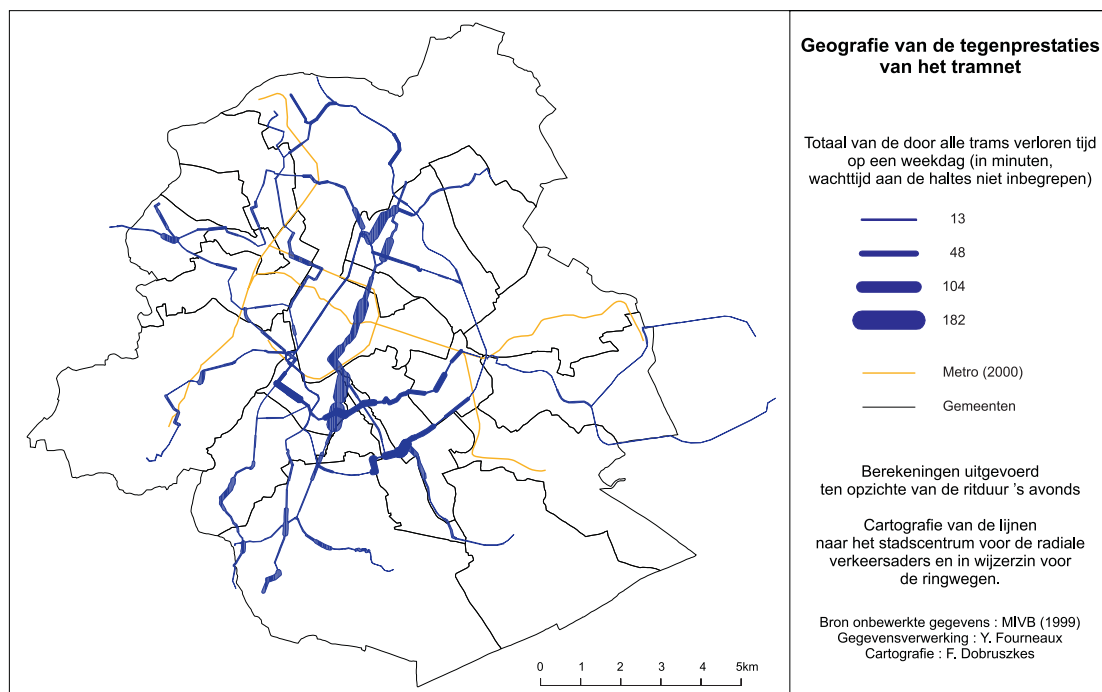 Geografie van de tegenprestaties
van het tramnet
Totaal van de door alle trams verloren tijd
op een weekdag (in minuten,
wachttijd aan de haltes niet inbegrepen)
13
48
104
182
Metro (2000)
Gemeenten
Berekeningen uitgevoerd
ten opzichte van de ritduur 's avonds
Cartografie van de lijnen
naar het stadscentrum voor de radiale
verkeersaders en in wijzerzin voor
de ringwegen.
Bron onbewerkte gegevens : MIVB (1999)
Gegevensverwerking : Y. Fourneaux
Cartografie : F. Dobruszkes
0 1 2 3 4 5km